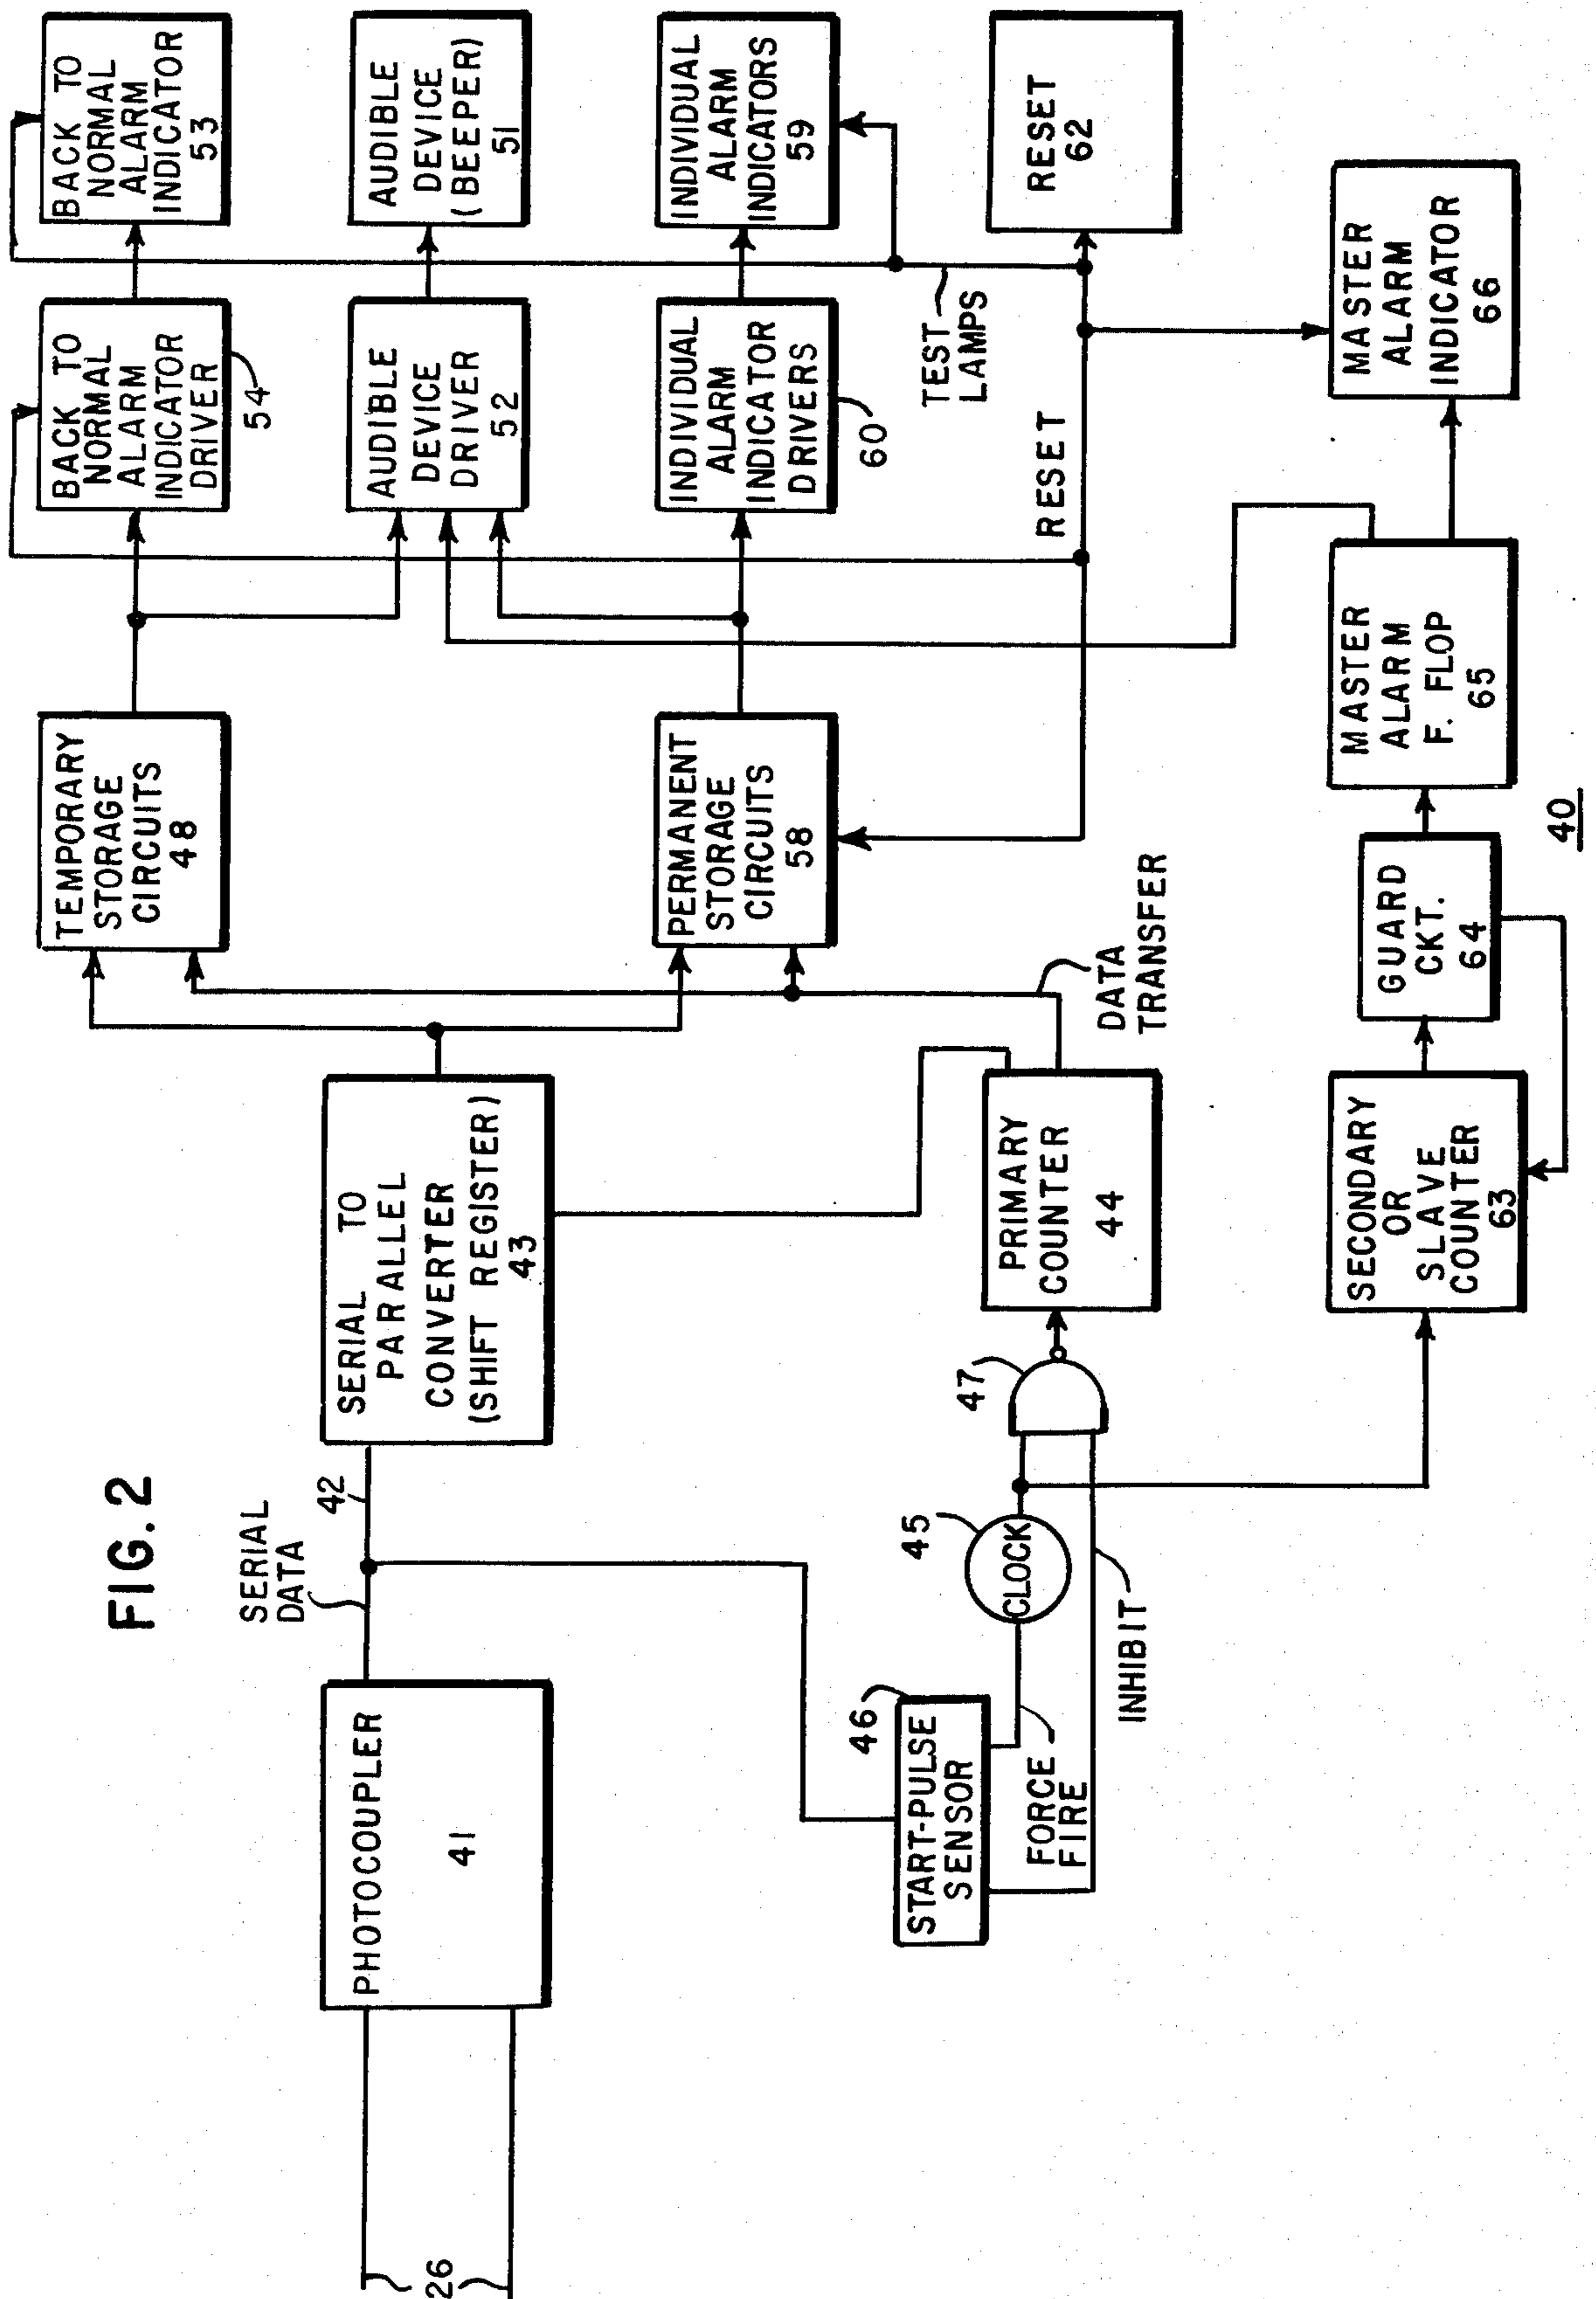 FIG. 2
26
PHOTOCOUPLER
41
SERIAL
DATA
42
SERIAL TO
PARALLEL
CONVERTER
(SHIFT REGISTER)
43
START-PULSE
SENSOR
46
FORCE
FIRE
INHIBIT
CLOCK
45
47
PRIMARY
COUNTER
44
DATA
TRANSFER
SECONDARY
OR
SLAVE
COUNTER
63
GUARD
CKT.
64
MASTER
ALARM
F. FLOP
65
MASTER
ALARM
INDICATOR
66
TEMPORARY
STORAGE
CIRCUITS
48
PERMANENT
STORAGE
CIRCUITS
58
BACK TO
NORMAL
ALARM
INDICATOR
DRIVER
54
AUDIBLE
DEVICE
DRIVER
52
INDIVIDUAL
ALARM
INDICATOR
DRIVERS
60
RESET
TEST
LAMPS
BACK TO
NORMAL
ALARM
INDICATOR
53
AUDIBLE
DEVICE
(BEEPER)
51
INDIVIDUAL
ALARM
INDICATORS
59
RESET
62
40